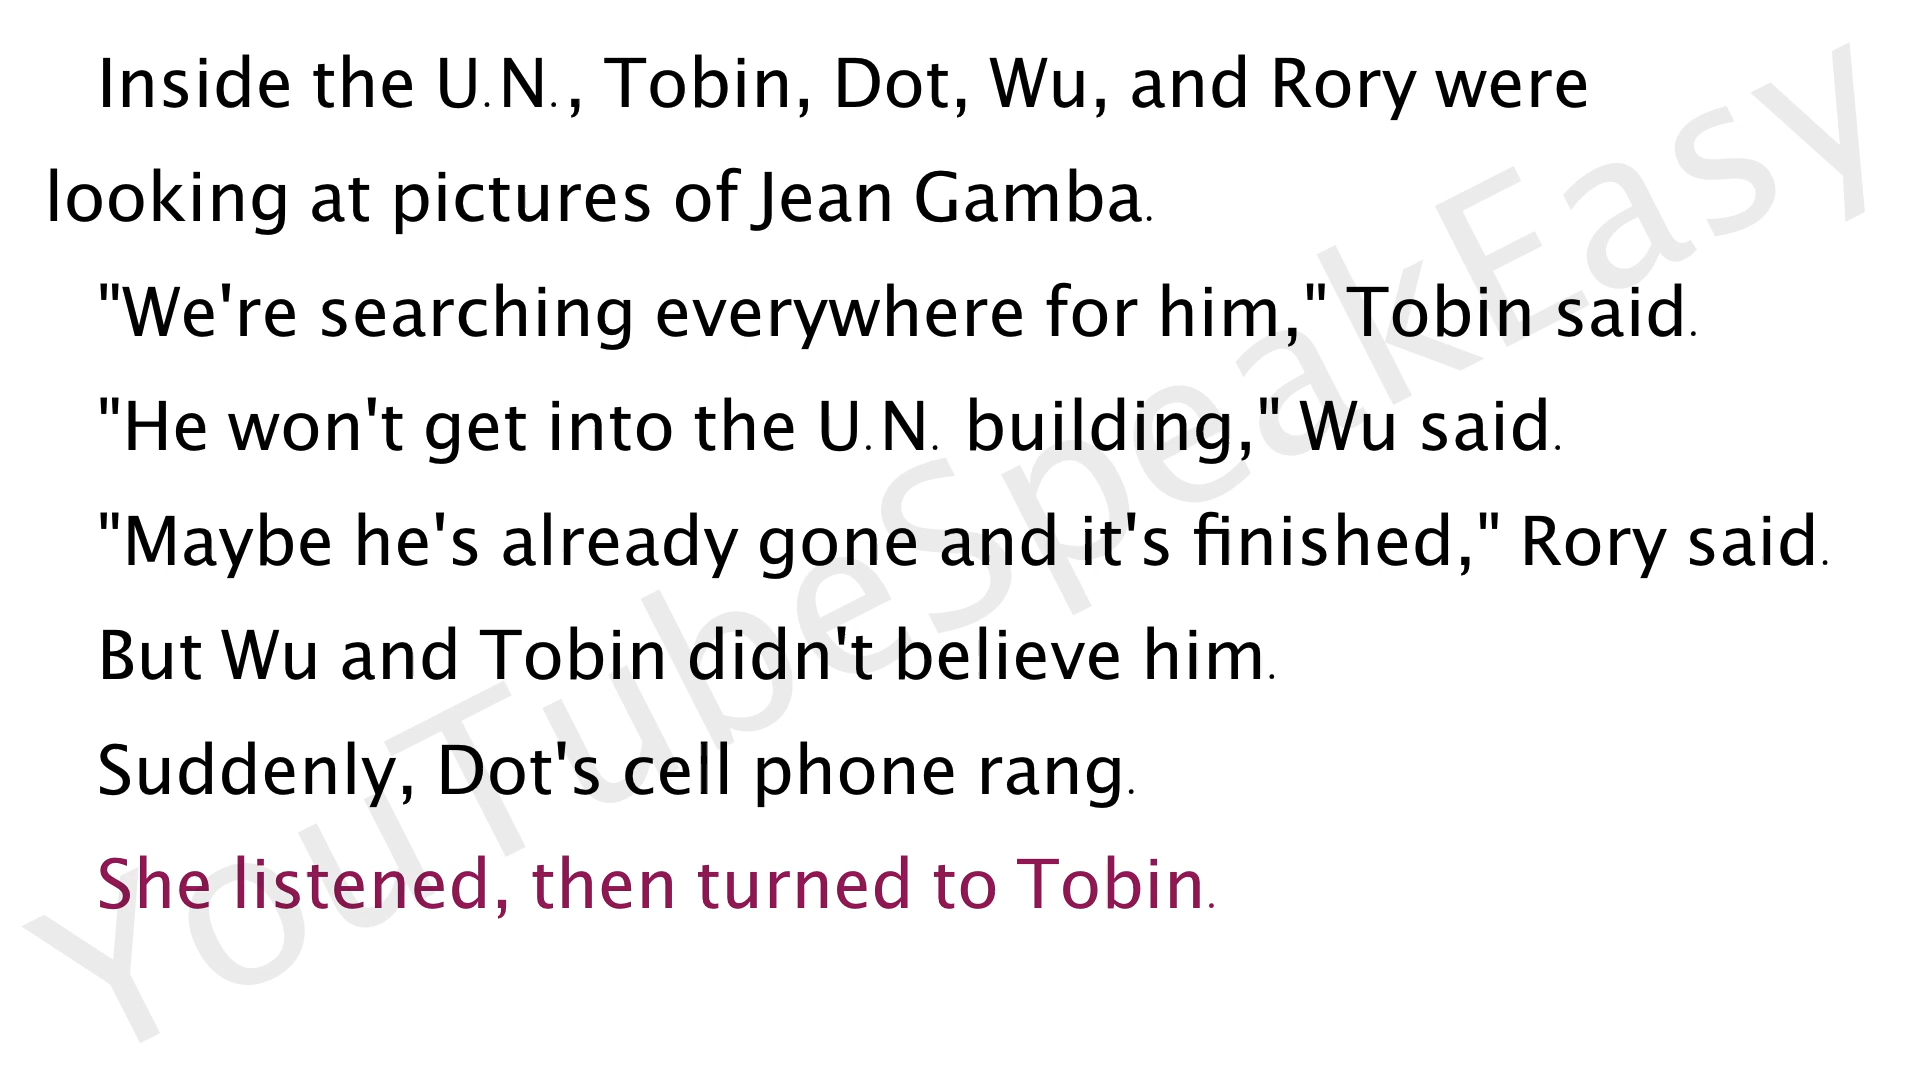 Inside the U.N., Tobin, Dot, Wu, and Rory were
looking at pictures of Jean Gamba.
"We're searching everywhere for him," Tobin said.
"He won't get into the U.N. building," Wu said.
"Maybe he's already gone and it's finished," Rory said.
But Wu and Tobin didn't believe him.
Suddenly, Dot's cell phone rang.
She listened, then turned to Tobin.
YouTubeSpeakEasy